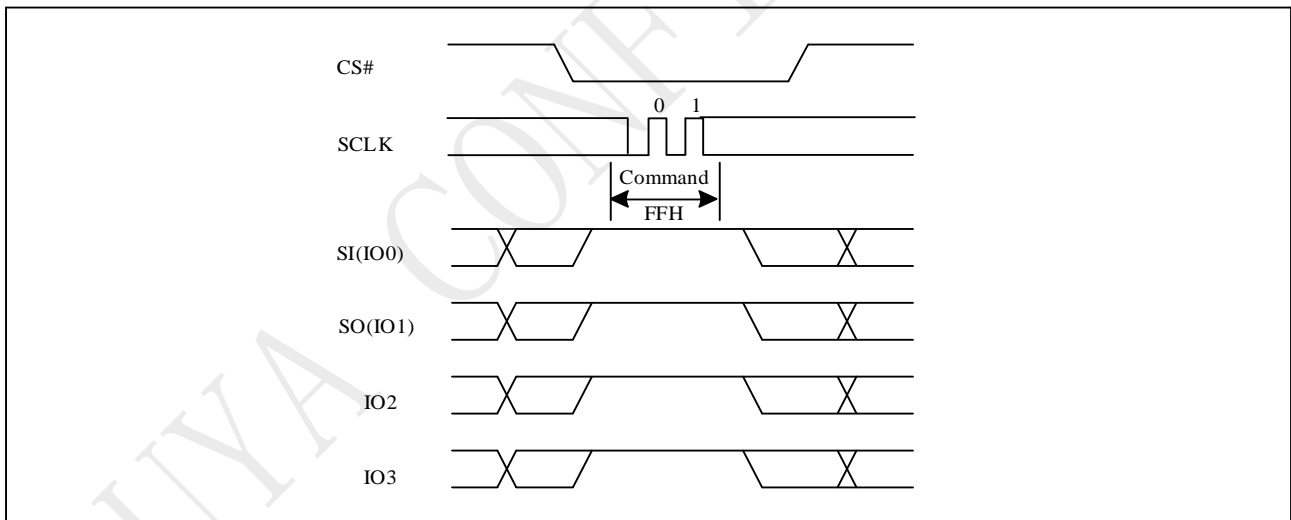 CS#
0 1
SCLK
Command
FFH
SI(IO0)
SO(IO1)
IO2
IO3